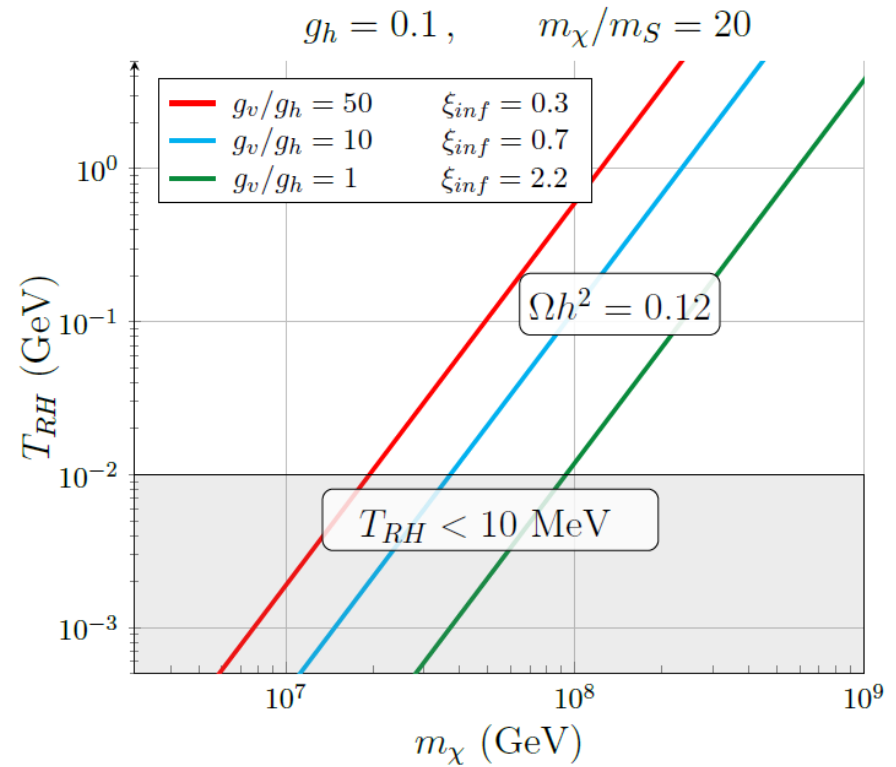 g_h = 0.1 ,    m_χ/m_S = 20
g_v/g_h = 50    ξ_inf = 0.3
g_v/g_h = 10    ξ_inf = 0.7
g_v/g_h = 1    ξ_inf = 2.2
10^0
10^−1
10^−2
10^−3
T_RH (GeV)
Ωh^2 = 0.12
T_RH < 10 MeV
10^7
10^8
10^9
m_χ (GeV)